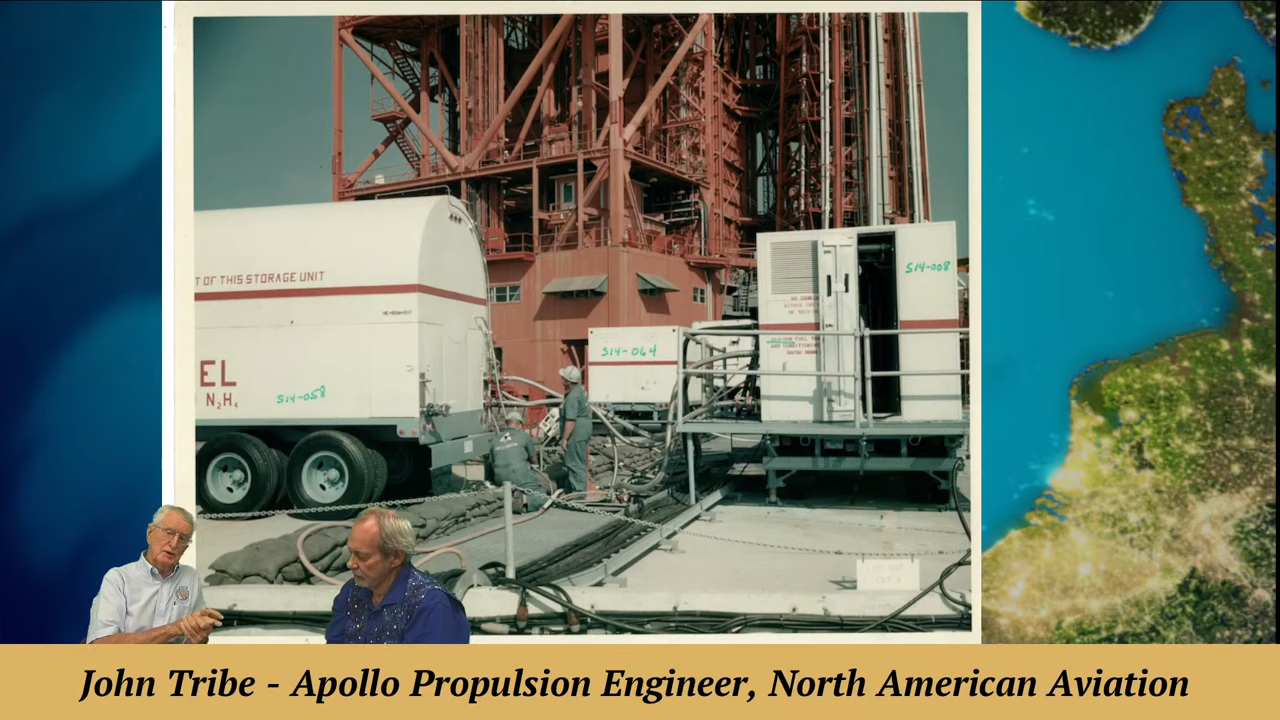 T OF THIS STORAGE UNIT
EL
N₂H₄
S14-058
S14-064
S14-008
John Tribe - Apollo Propulsion Engineer, North American Aviation